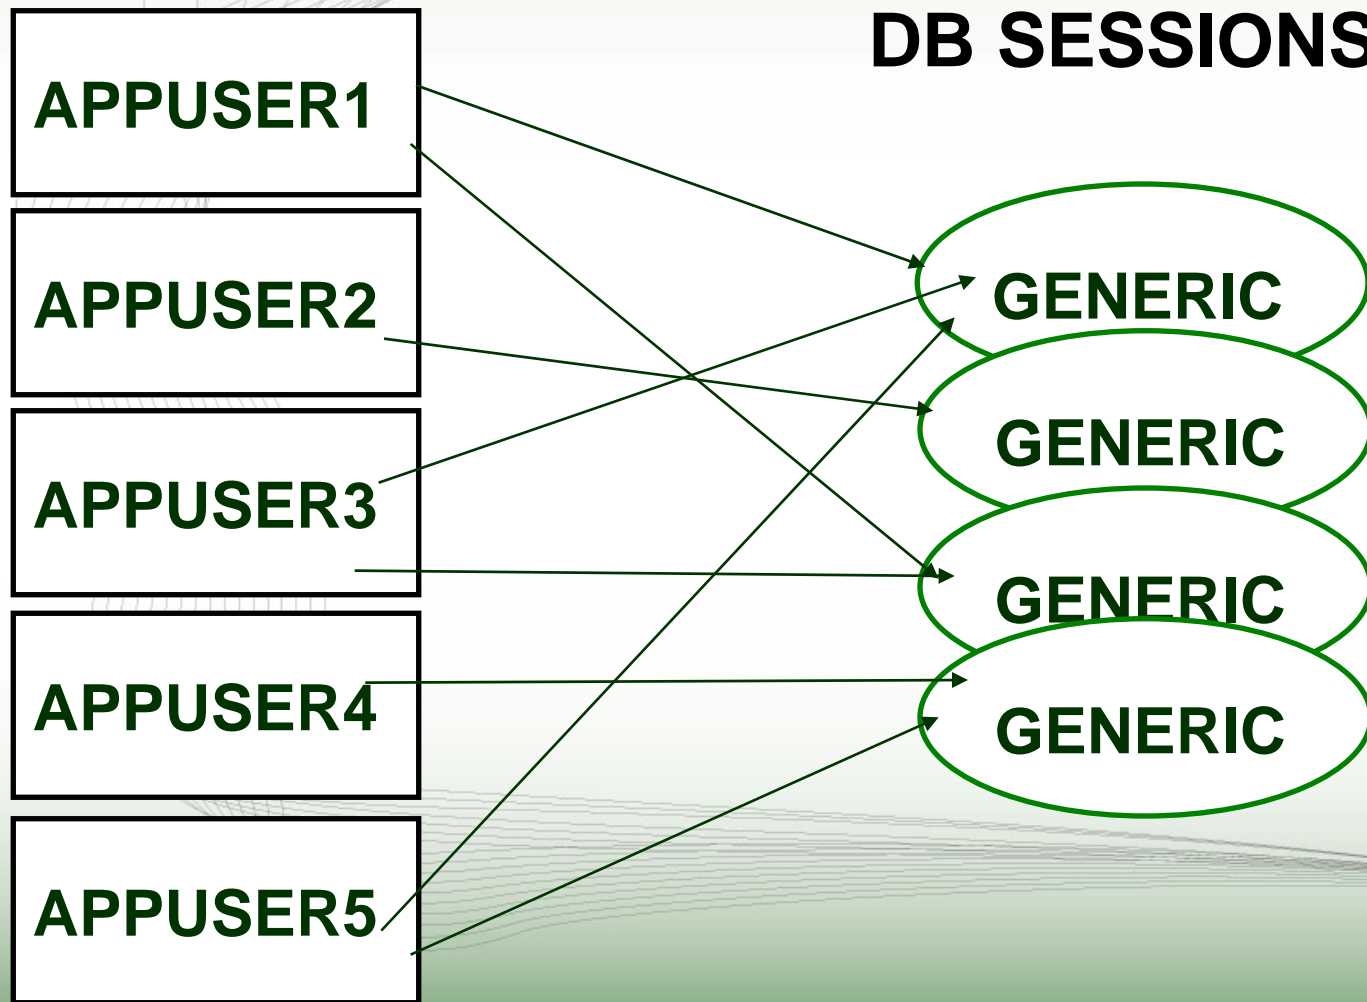 DB SESSIONS
APPUSER1
APPUSER2
APPUSER3
APPUSER4
APPUSER5
GENERIC
GENERIC
GENERIC
GENERIC